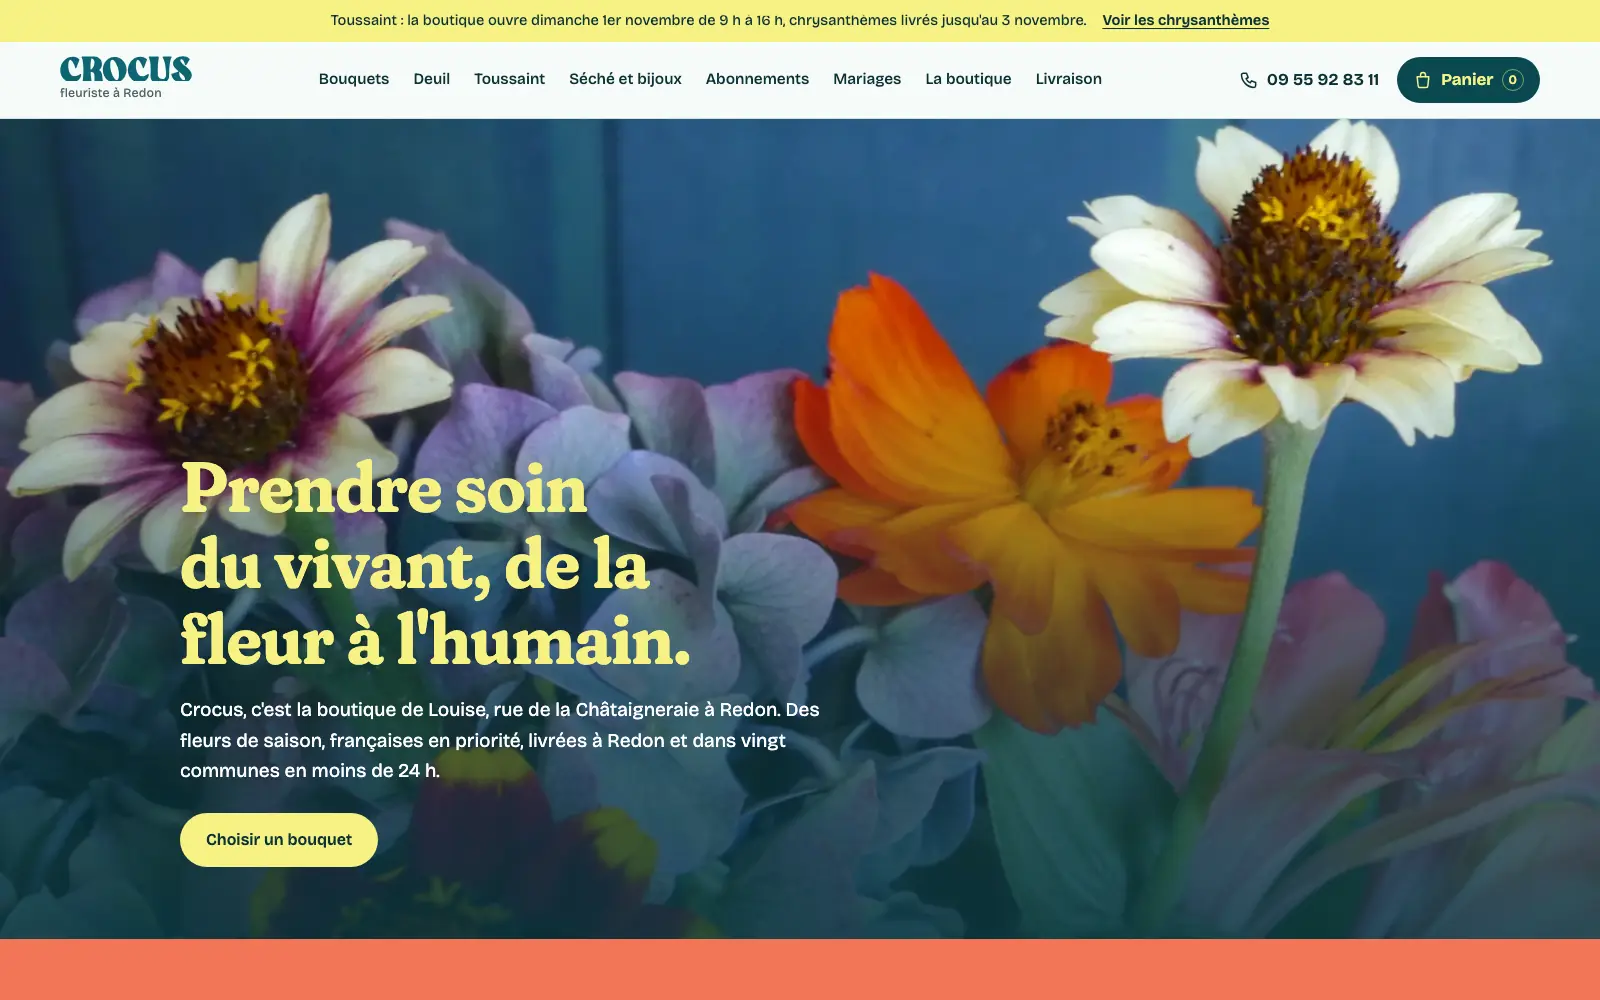 Toussaint : la boutique ouvre dimanche 1er novembre de 9 h à 16 h, chrysanthèmes livrés jusqu'au 3 novembre. Voir les chrysanthèmes
CROCUS
fleuriste à Redon
Bouquets Deuil Toussaint Séché et bijoux Abonnements Mariages La boutique Livraison
09 55 92 83 11
Panier 0
Prendre soin
du vivant, de la
fleur à l'humain.
Crocus, c'est la boutique de Louise, rue de la Châtaigneraie à Redon. Des
fleurs de saison, françaises en priorité, livrées à Redon et dans vingt
communes en moins de 24 h.
Choisir un bouquet